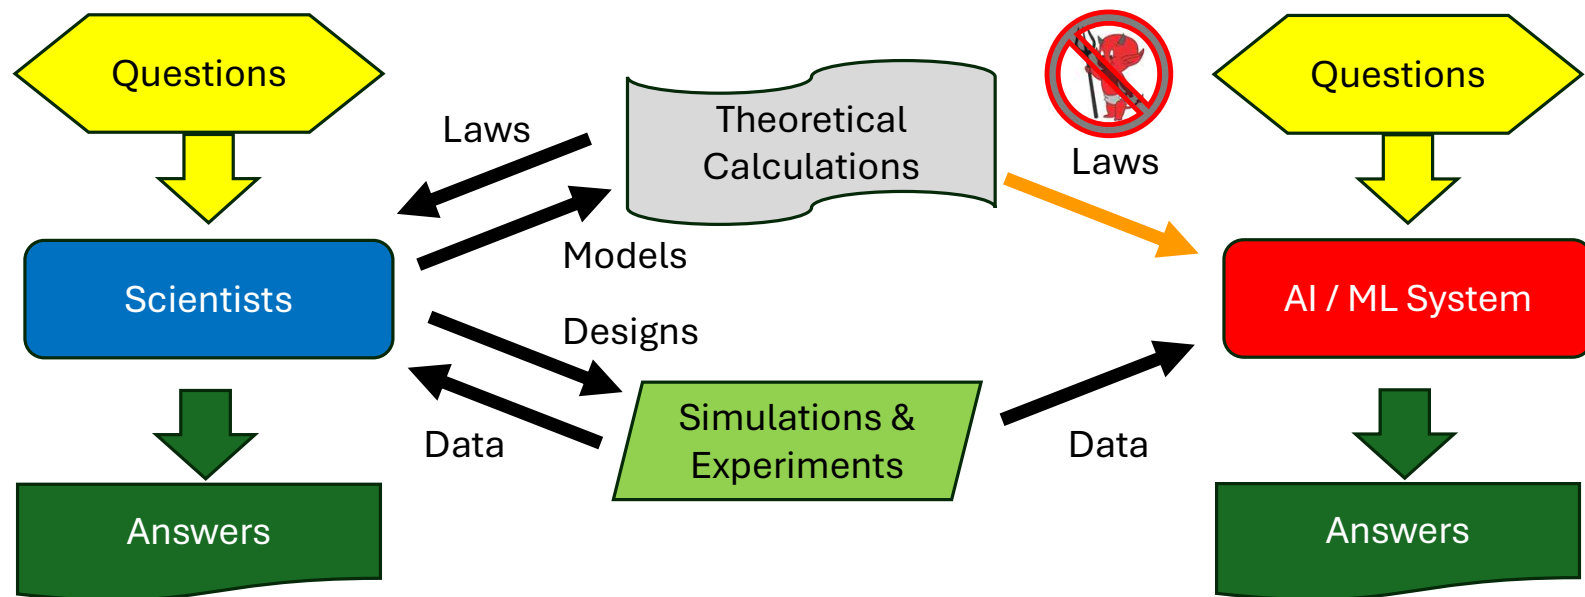 Questions
Scientists
Answers
Laws
Models
Designs
Data
Theoretical
Calculations
Simulations &
Experiments
Laws
Data
Questions
AI / ML System
Answers